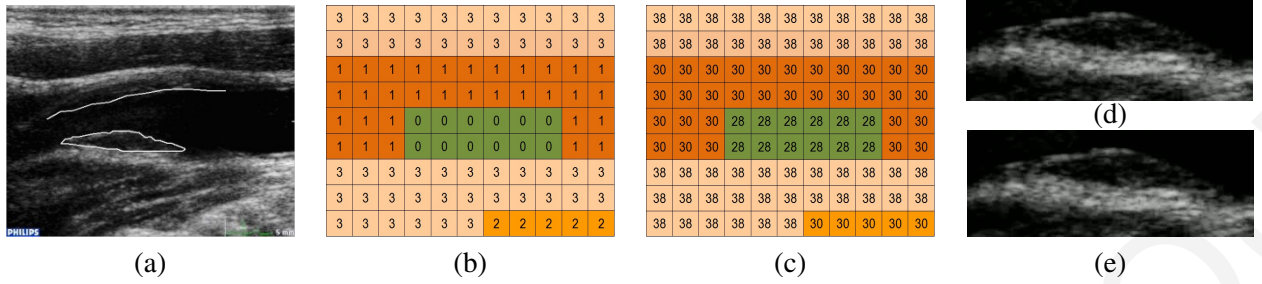 PHILIPS
5 mm
(a)
3 3 3 3 3 3 3 3 3 3 3
3 3 3 3 3 3 3 3 3 3 3
1 1 1 1 1 1 1 1 1 1 1
1 1 1 1 1 1 1 1 1 1 1
1 1 1 0 0 0 0 0 0 1 1
1 1 1 0 0 0 0 0 0 1 1
3 3 3 3 3 3 3 3 3 3 3
3 3 3 3 3 3 3 3 3 3 3
3 3 3 3 3 3 2 2 2 2 2
(b)
38 38 38 38 38 38 38 38 38 38 38
38 38 38 38 38 38 38 38 38 38 38
30 30 30 30 30 30 30 30 30 30 30
30 30 30 30 30 30 30 30 30 30 30
30 30 30 28 28 28 28 28 28 30 30
30 30 30 28 28 28 28 28 28 30 30
38 38 38 38 38 38 38 38 38 38 38
38 38 38 38 38 38 38 38 38 38 38
38 38 38 38 38 38 30 30 30 30 30
(c)
(d)
(e)